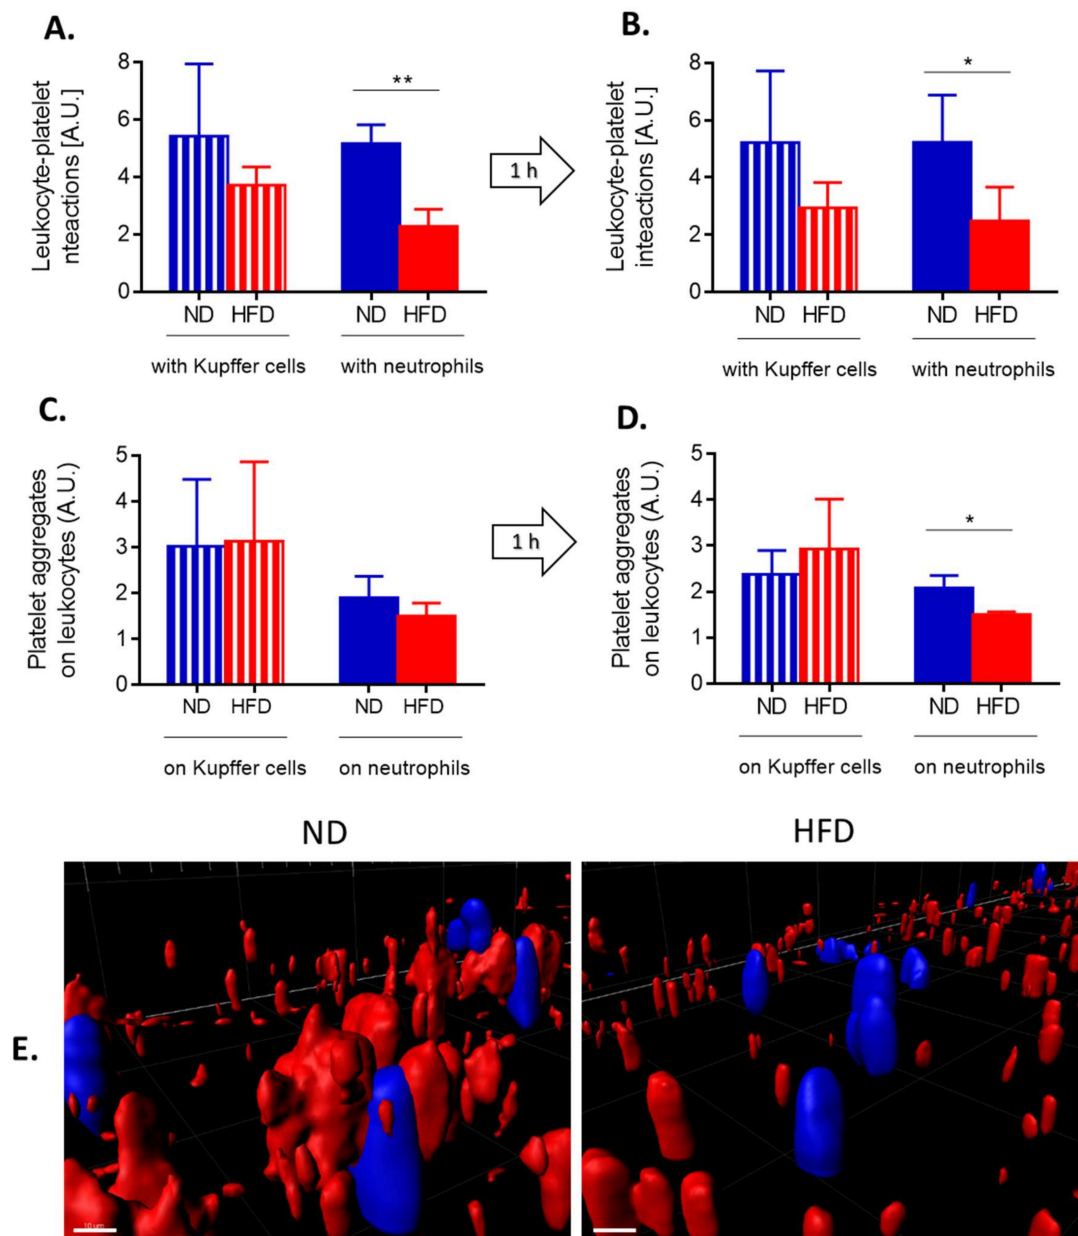 A.
Leukocyte-platelet
nteactions [A.U.]
8
6
4
2
0
**
ND HFD ND HFD
with Kupffer cells with neutrophils
1 h
B.
Leukocyte-platelet
inteactions [A.U.]
8
6
4
2
0
*
ND HFD ND HFD
with Kupffer cells with neutrophils
C.
Platelet aggregates
on leukocytes (A.U.)
5
4
3
2
1
0
ND HFD ND HFD
on Kupffer cells on neutrophils
1 h
D.
Platelet aggregates
on leukocytes (A.U.)
5
4
3
2
1
0
*
ND HFD ND HFD
on Kupffer cells on neutrophils
ND HFD
E.
10 um